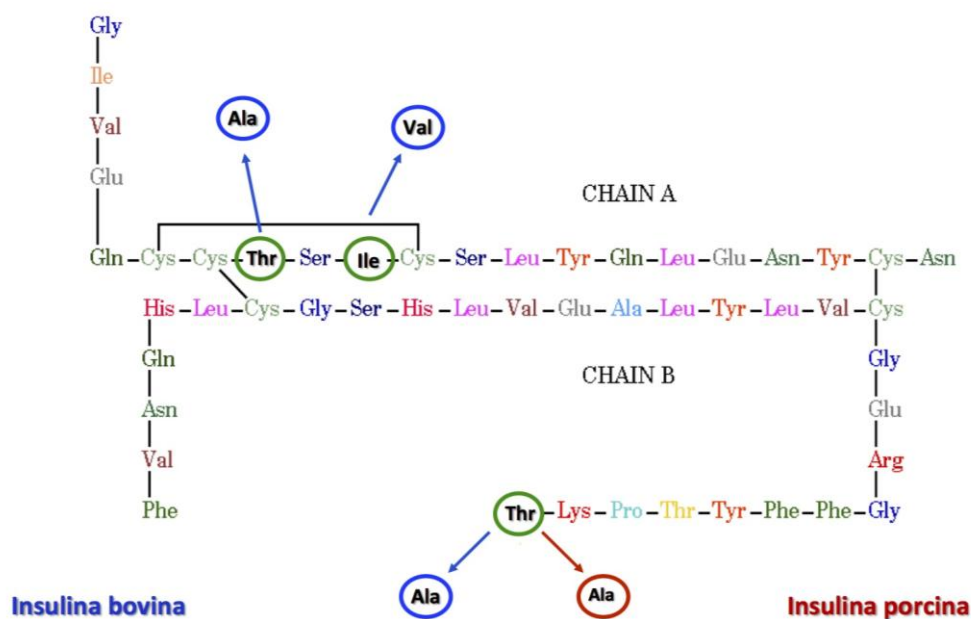 Gly
Ile
Val
Glu
Ala
Val
CHAIN A
Gln Cys Cys Thr Ser Ile Cys Ser Leu Tyr Gln Leu Glu Asn Tyr Cys Asn
His Leu Cys Gly Ser His Leu Val Glu Ala Leu Tyr Leu Val Cys
Gln
Asn
Val
Phe
CHAIN B
Gly
Glu
Arg
Thr Lys Pro Thr Tyr Phe Phe Gly
Ala
Ala
Insulina bovina
Insulina porcina